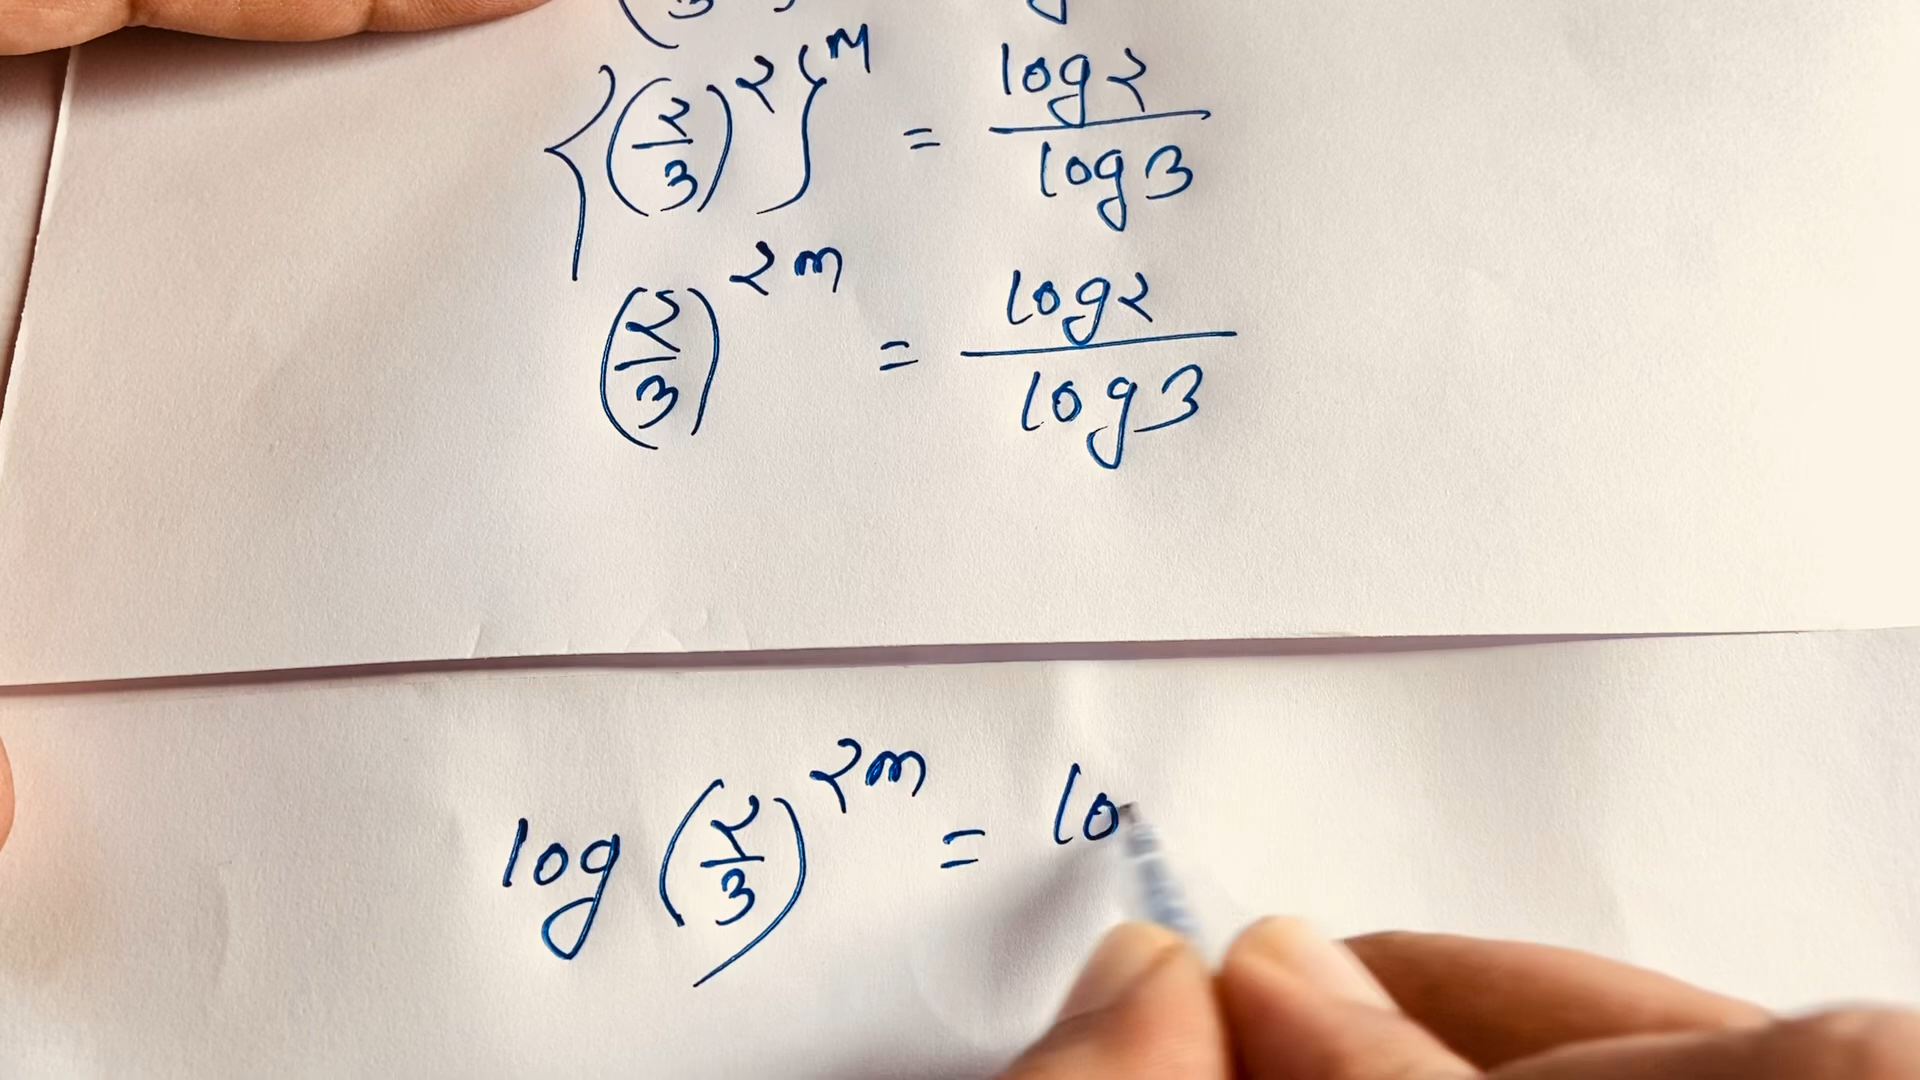 {(2/3)^2}^m = log2/log3
(2/3)^2m = log2/log3
log (2/3)^2m = lo